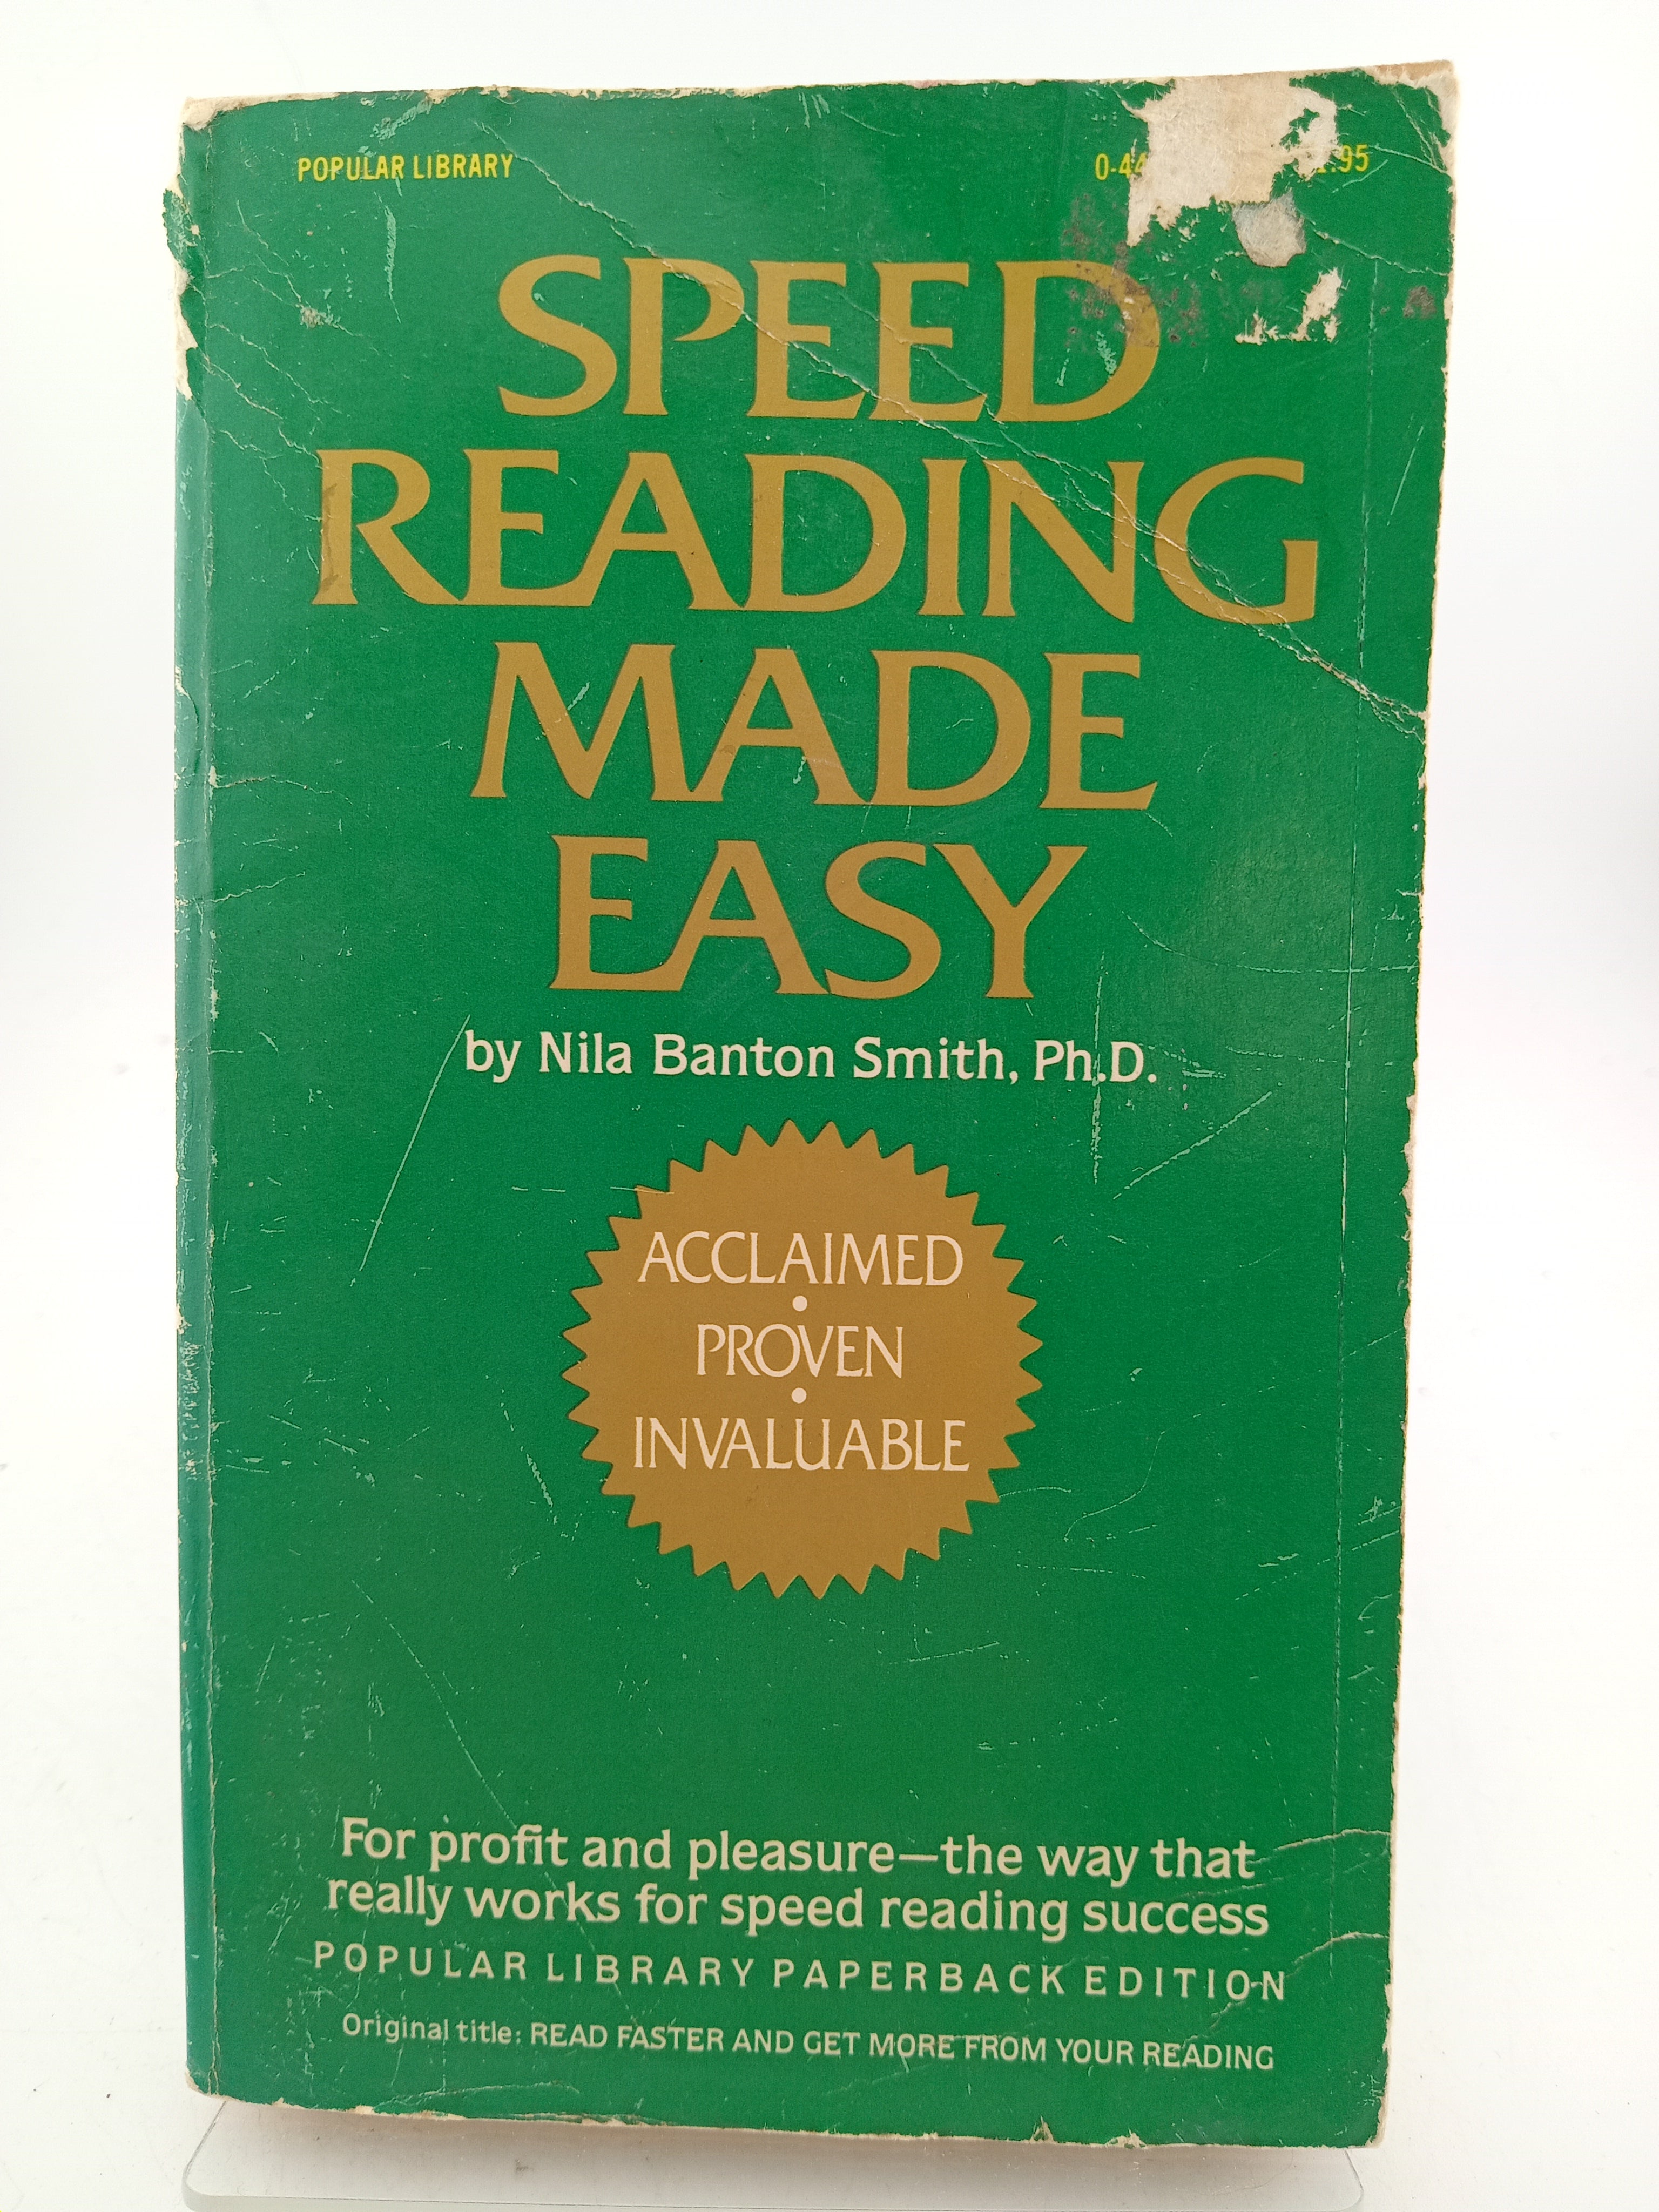 POPULAR LIBRARY
SPEED
READING
MADE
EASY
by Nila Banton Smith, Ph.D.
ACCLAIMED
•
PROVEN
•
INVALUABLE
For profit and pleasure—the way that
really works for speed reading success
POPULAR LIBRARY PAPERBACK EDITION
Original title: READ FASTER AND GET MORE FROM YOUR READING